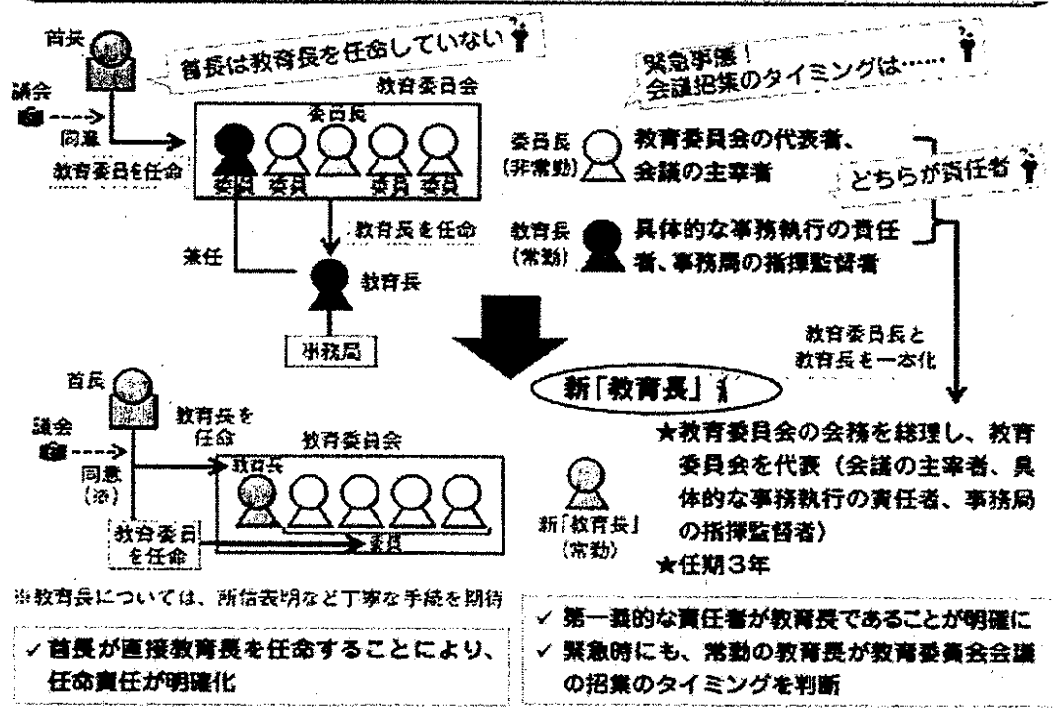 首長
首長は教育長を任命していない
議会
同意
教育委員を任命
教育委員会
委員長
委員
委員
委員
委員
教育長を任命
兼任
教育長
事務局
緊急事態!
会議招集のタイミングは……
委員長
(非常勤)
教育委員会の代表者、
会議の主宰者
教育長
(常勤)
具体的な事務執行の責任
者、事務局の指揮監督者
どちらが責任者
教育委員長と
教育長を一本化
新「教育長」
首長
議会
同意
教育長を
任命
教育委員
を任命
教育委員会
教育長
委員
新「教育長」
(常勤)
★教育委員会の会務を総理し、教育
委員会を代表(会議の主宰者、具
体的な事務執行の責任者、事務局
の指揮監督者)
★任期3年
※教育長については、所信表明など丁寧な手続を期待
✓ 首長が直接教育長を任命することにより、
任命責任が明確化
✓ 第一義的な責任者が教育長であることが明確に
✓ 緊急時にも、常勤の教育長が教育委員会会議
の招集のタイミングを判断